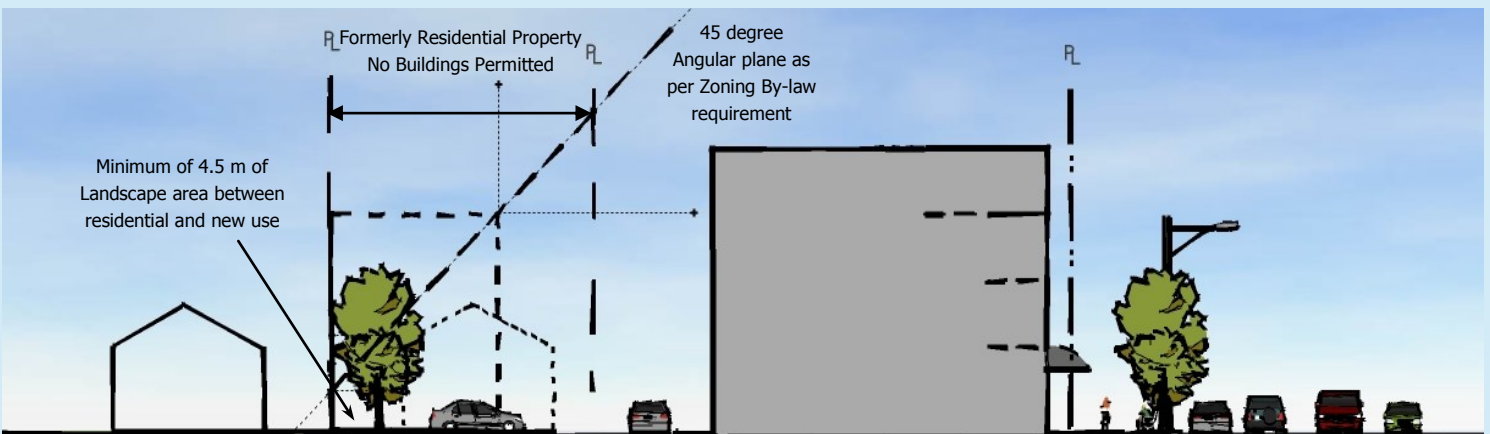 PL
Formerly Residential Property
No Buildings Permitted
PL
45 degree
Angular plane as
per Zoning By-law
requirement
PL
Minimum of 4.5 m of
Landscape area between
residential and new use